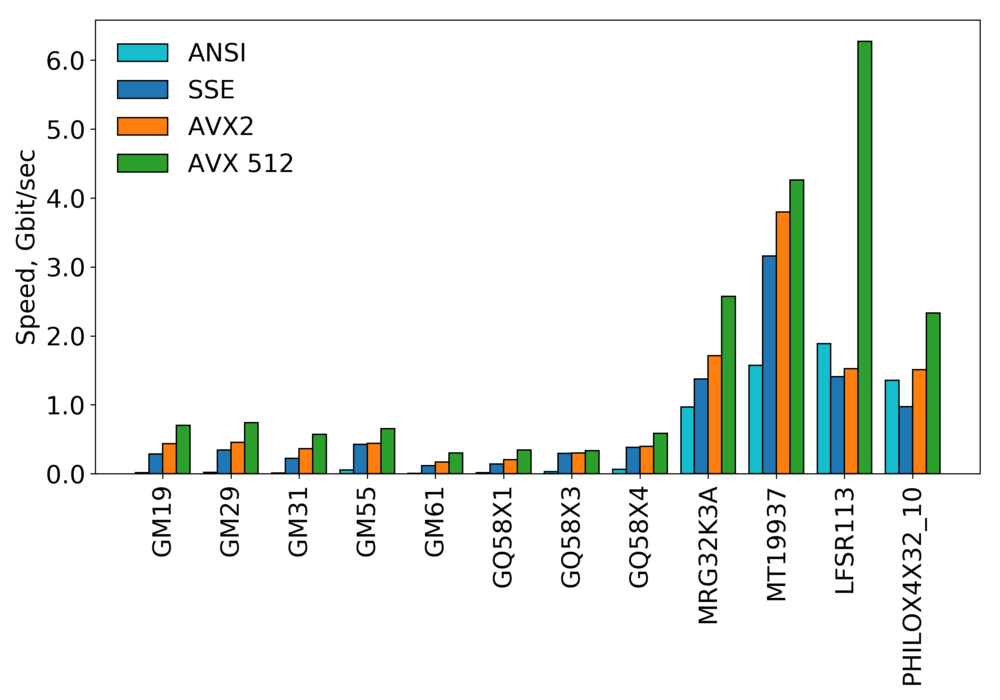 ANSI
SSE
AVX2
AVX 512
Speed, Gbit/sec
6.0
5.0
4.0
3.0
2.0
1.0
0.0
GM19
GM29
GM31
GM55
GM61
GQ58X1
GQ58X3
GQ58X4
MRG32K3A
MT19937
LFSR113
PHILOX4X32_10